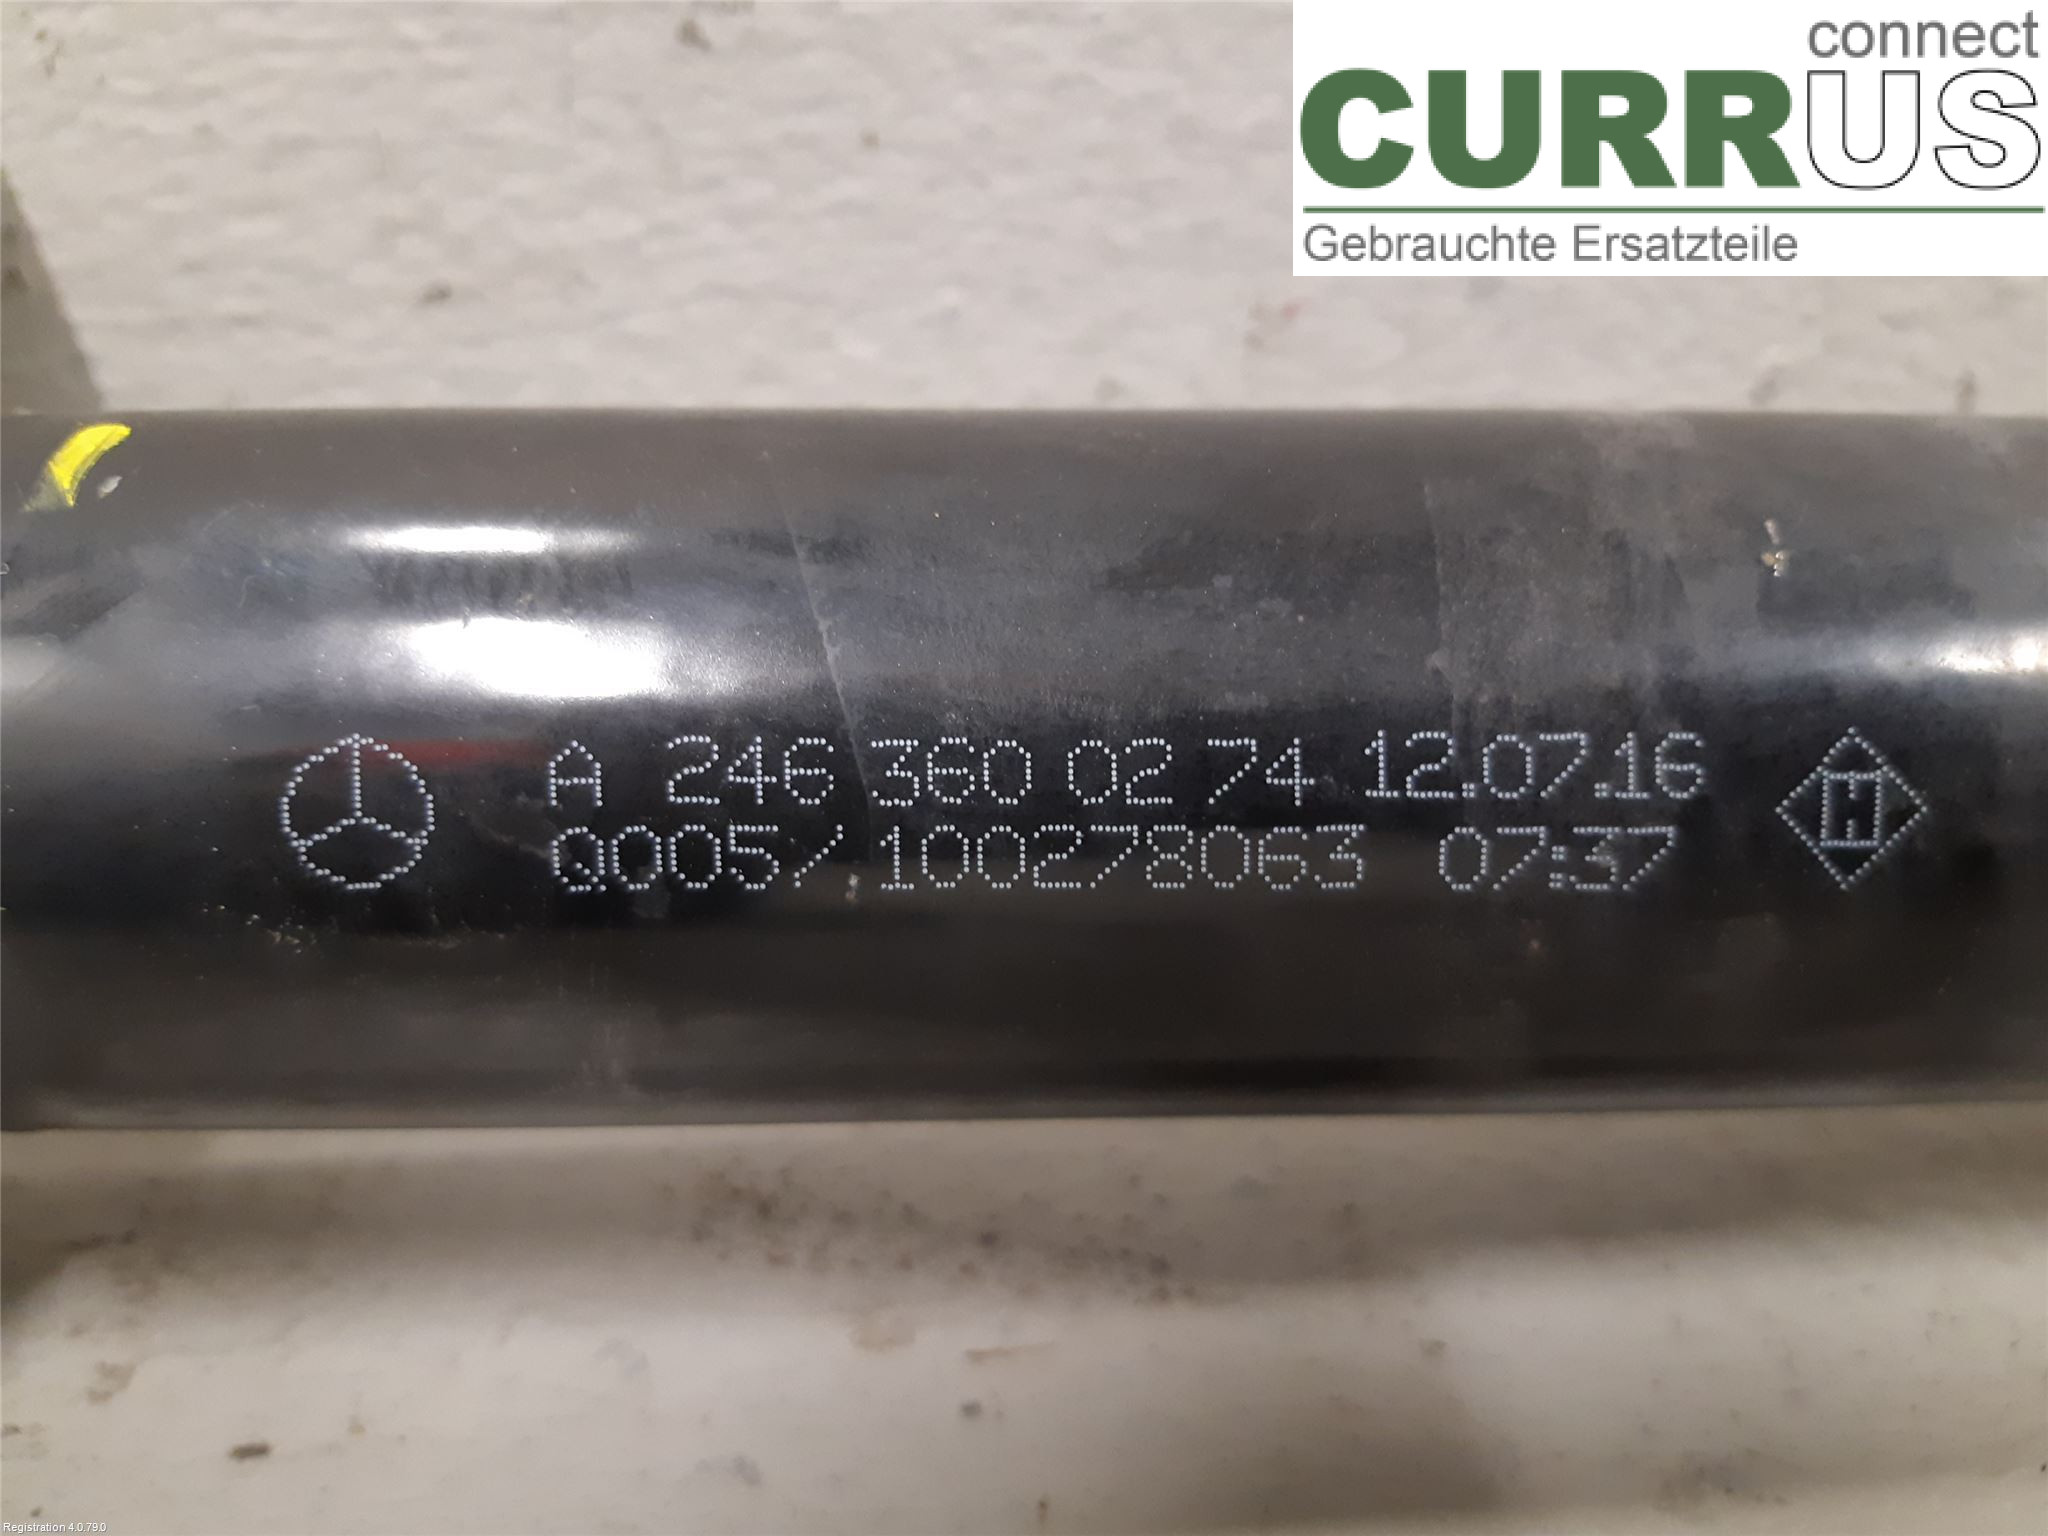 connect
CURRUS
Gebrauchte Ersatzteile
A 246 360 02 74 12.07.16
Q005/100278063 07:37
H
Registration 4.0.79.0